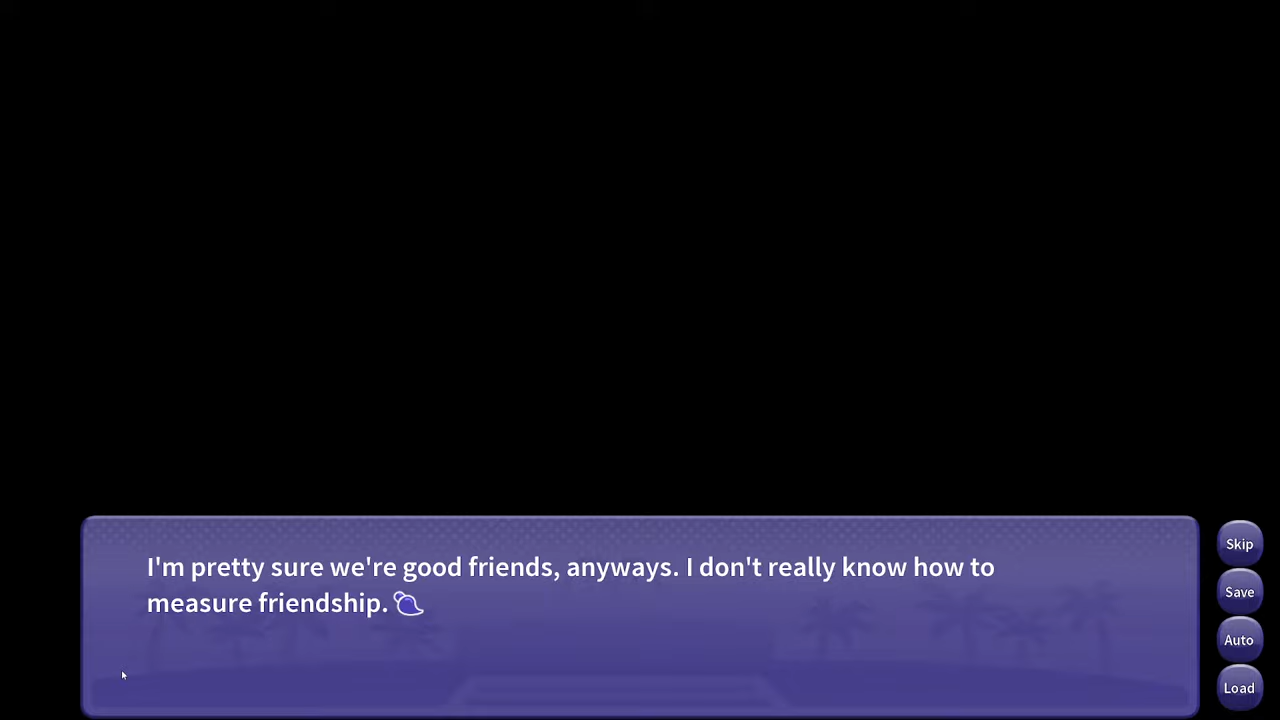 I'm pretty sure we're good friends, anyways. I don't really know how to
measure friendship.
Skip
Save
Auto
Load